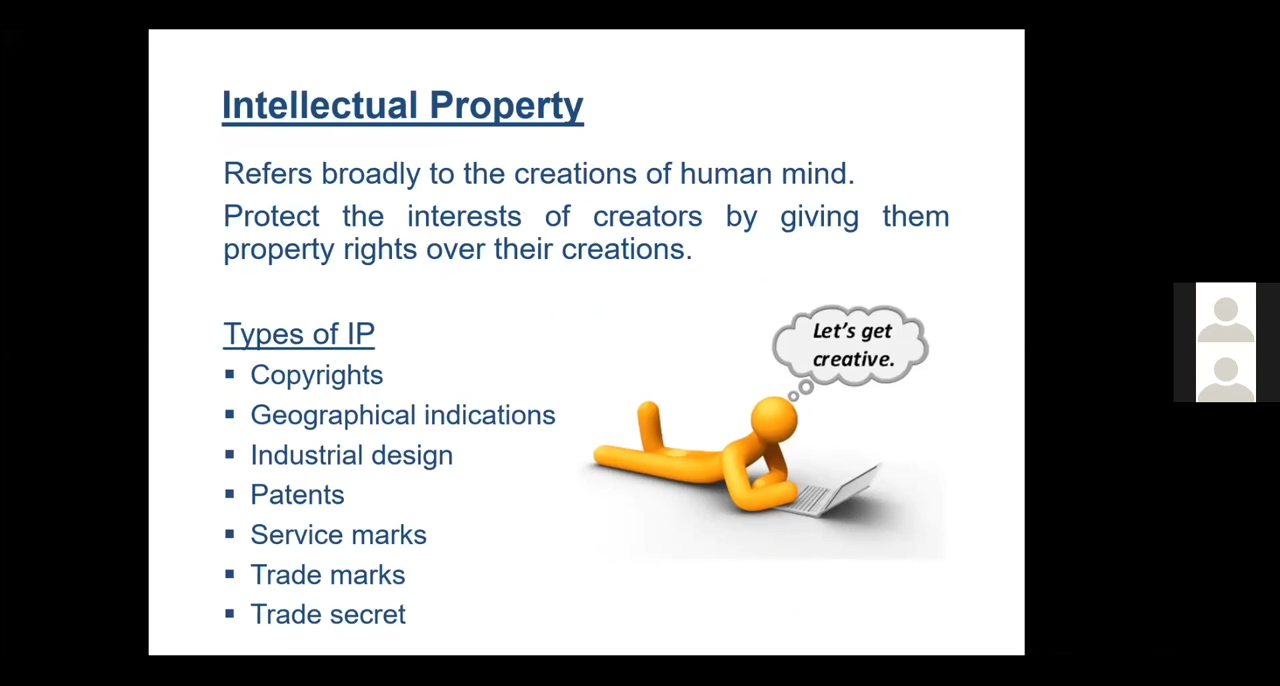 Intellectual Property
Refers broadly to the creations of human mind.
Protect the interests of creators by giving them
property rights over their creations.
Types of IP
▪ Copyrights
▪ Geographical indications
▪ Industrial design
▪ Patents
▪ Service marks
▪ Trade marks
▪ Trade secret
Let's get
creative.